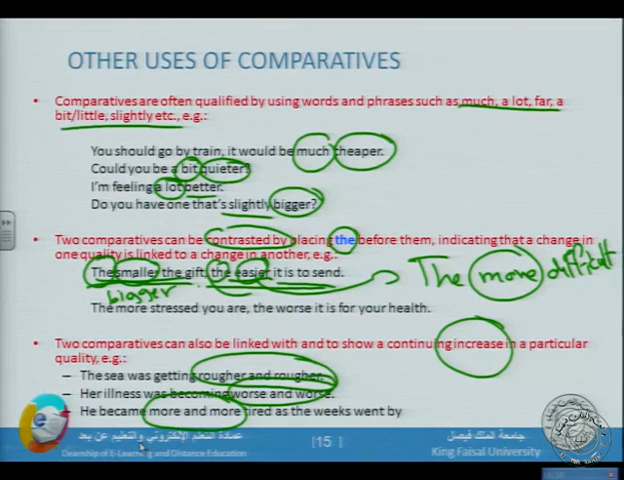 OTHER USES OF COMPARATIVES
• Comparatives are often qualified by using words and phrases such as much, a lot, far, a
bit/little, slightly etc., e.g.:
You should go by train, it would be much cheaper.
Could you be a bit quieter?
I'm feeling a lot better.
Do you have one that's slightly bigger?
• Two comparatives can be contrasted by placing the before them, indicating that a change in
one quality is linked to a change in another, e.g.:
The smaller the gift, the easier it is to send.
The more difficult
bigger
The more stressed you are, the worse it is for your health.
• Two comparatives can also be linked with and to show a continuing increase in a particular
quality, e.g.:
– The sea was getting rougher and rougher.
– Her illness was becoming worse and worse.
– He became more and more tired as the weeks went by
عمادة التعلم الإلكتروني والتعليم عن بعد
Deanship of E-Learning and Distance Education
[15]
جامعة الملك فيصل
King Faisal University